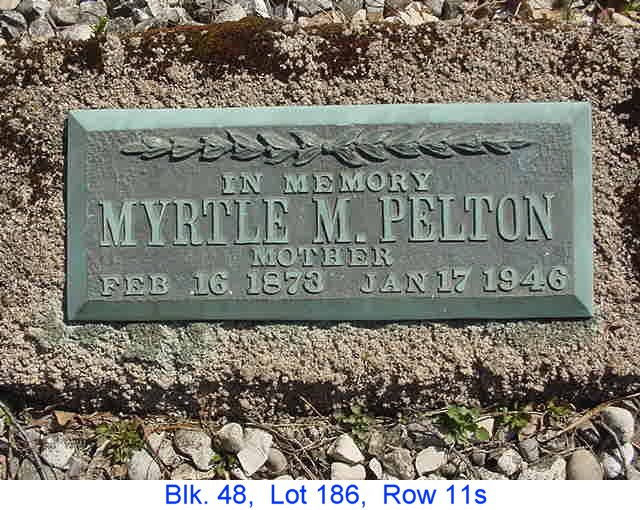 IN MEMORY
MYRTLE M. PELTON
MOTHER
FEB 16. 1873 JAN 17 1946
Blk. 48, Lot 186, Row 11s